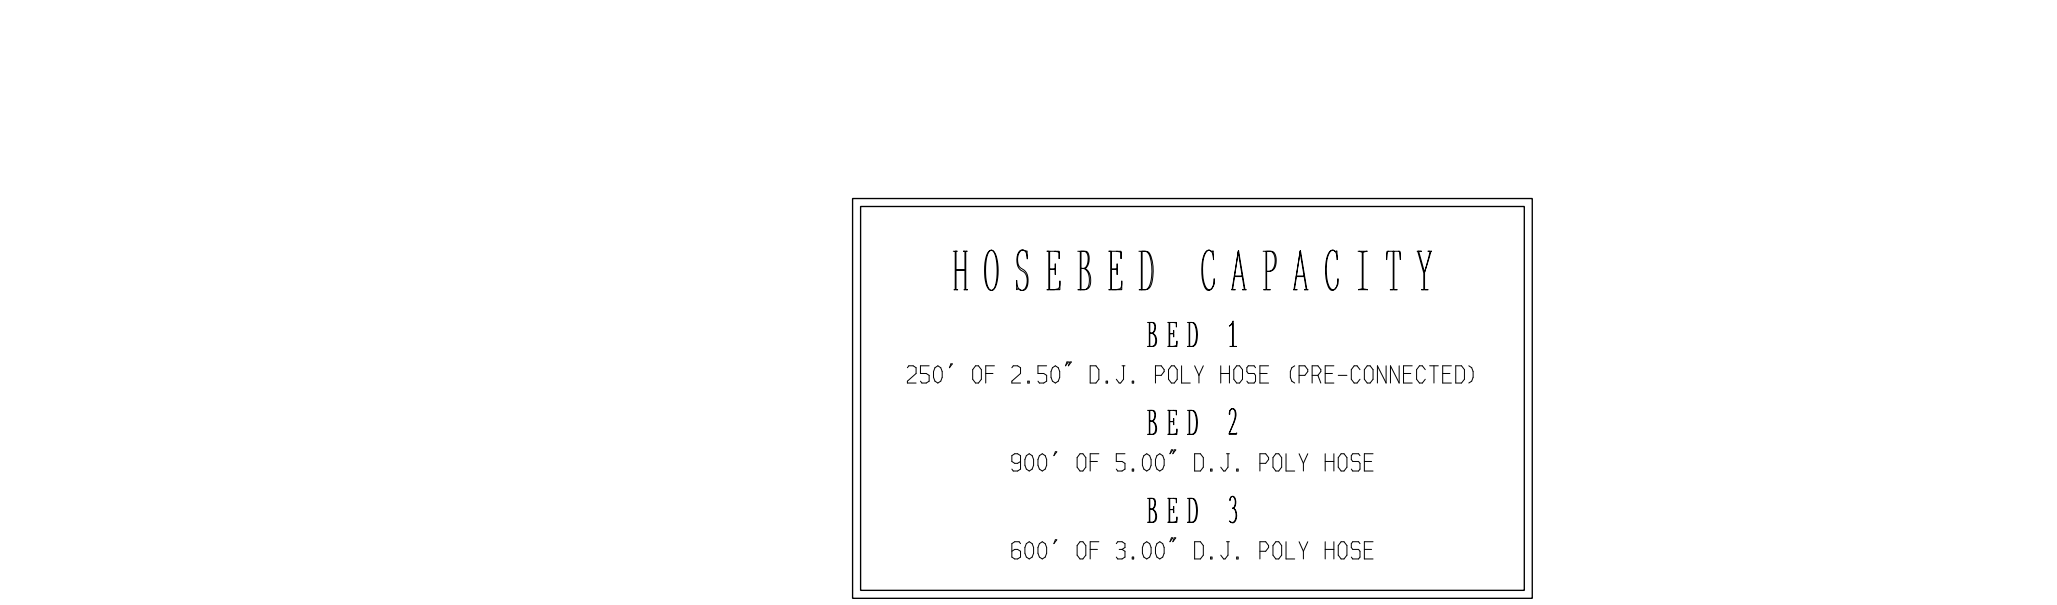 HOSEBED CAPACITY
BED 1
250' OF 2.50" D.J. POLY HOSE (PRE-CONNECTED)
BED 2
900' OF 5.00" D.J. POLY HOSE
BED 3
600' OF 3.00" D.J. POLY HOSE